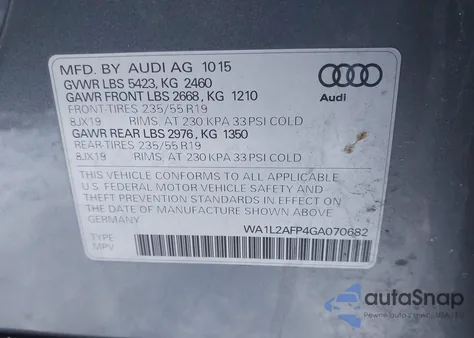 MFD. BY AUDI AG 1015
GVWR LBS 5423, KG 2460
GAWR FRONT LBS 2668, KG 1210
FRONT-TIRES 235/55 R19
8JX19 RIMS, AT 230 KPA 33 PSI COLD
GAWR REAR LBS 2976, KG 1350
REAR-TIRES 235/55 R19
8JX19 RIMS, AT 230 KPA 33 PSI COLD
Audi
THIS VEHICLE CONFORMS TO ALL APPLICABLE
U.S. FEDERAL MOTOR VEHICLE SAFETY AND
THEFT PREVENTION STANDARDS IN EFFECT ON
THE DATE OF MANUFACTURE SHOWN ABOVE
GERMANY
WA1L2AFP4GA070682
TYPE:
MPV
autoSnap
Pewne auta i części z USA